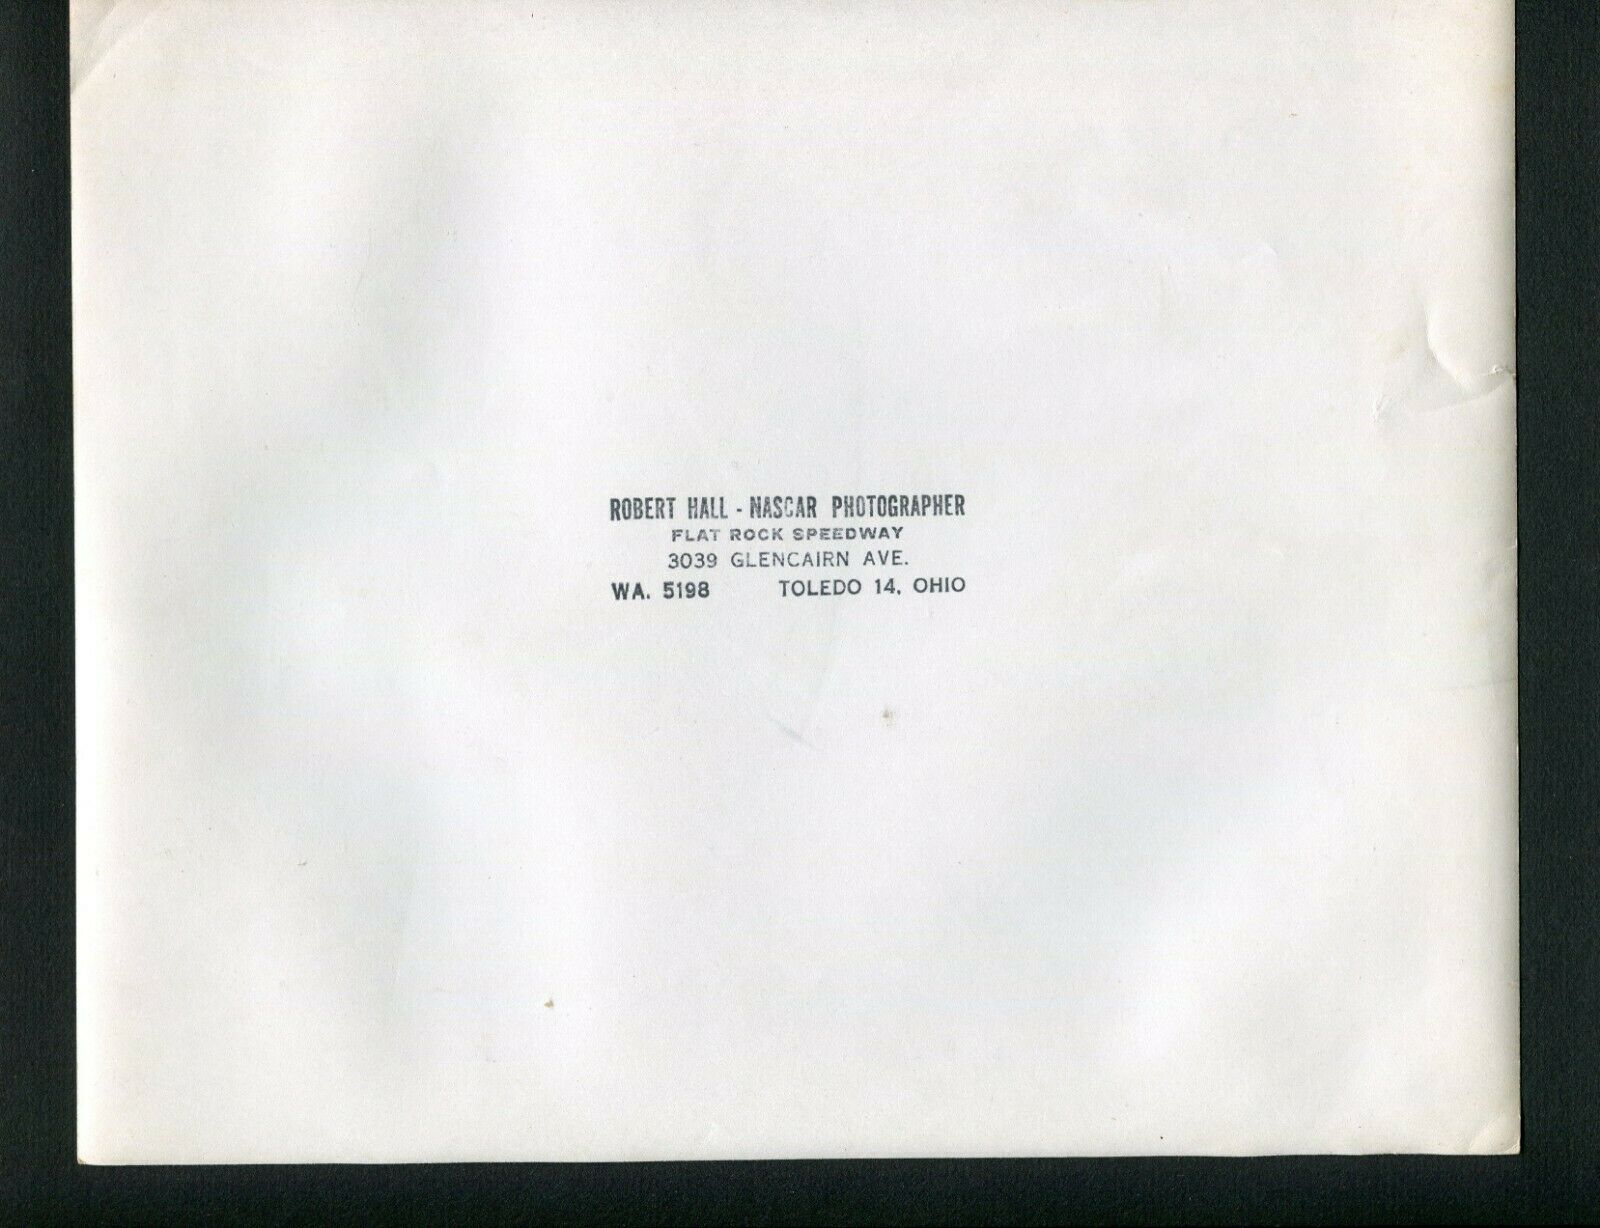 ROBERT HALL - NASCAR PHOTOGRAPHER
FLAT ROCK SPEEDWAY
3039 GLENCAIRN AVE.
WA. 5198 TOLEDO 14, OHIO